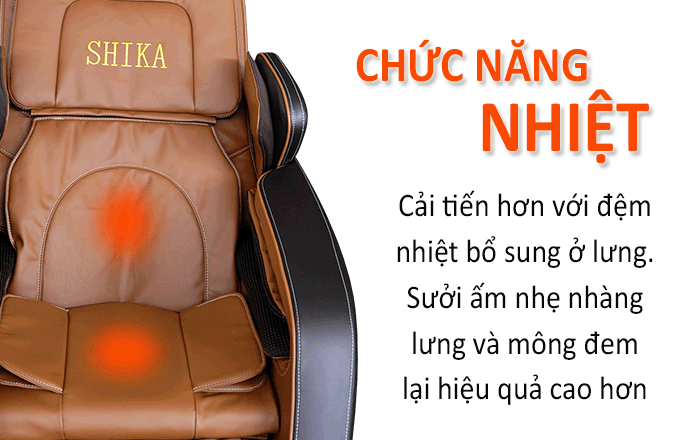 SHIKA
CHỨC NĂNG
NHIỆT
Cải tiến hơn với đệm
nhiệt bổ sung ở lưng.
Sưởi ấm nhẹ nhàng
lưng và mông đem
lại hiệu quả cao hơn